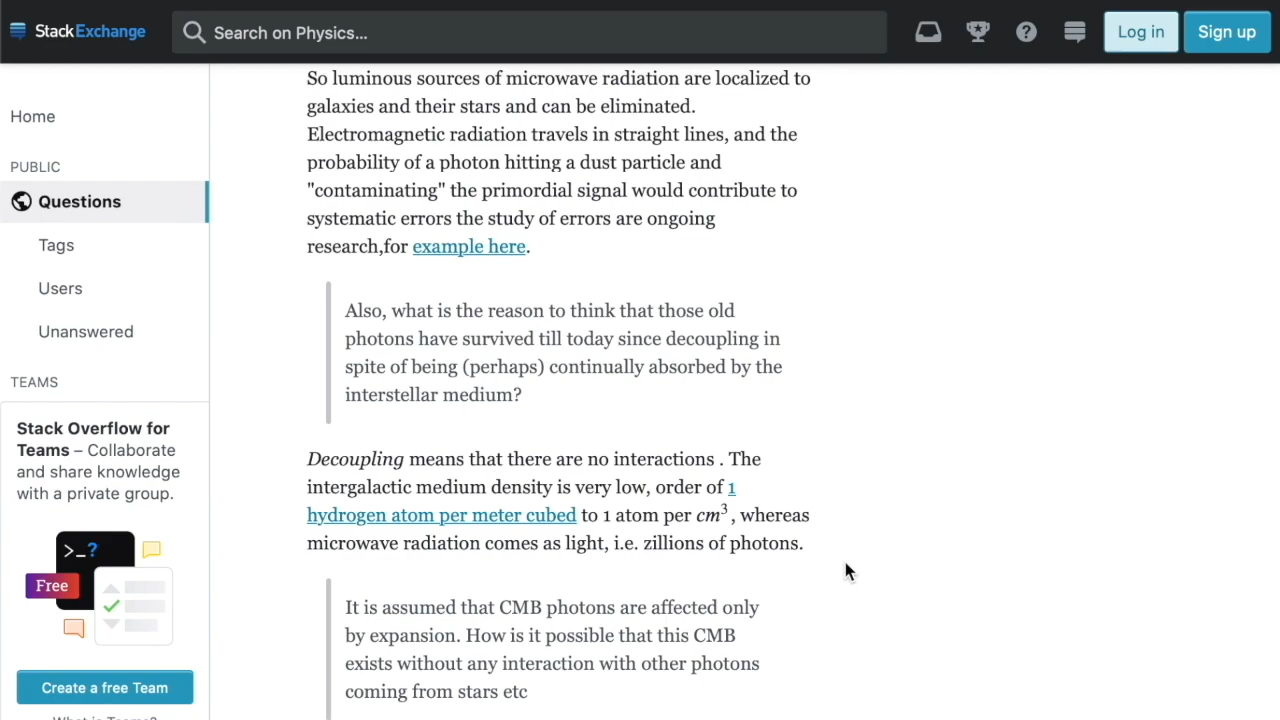 StackExchange
Search on Physics...
Log in
Sign up
Home
PUBLIC
Questions
Tags
Users
Unanswered
TEAMS
Stack Overflow for
Teams – Collaborate
and share knowledge
with a private group.
>_?
Free
Create a free Team
What is Teams?
So luminous sources of microwave radiation are localized to
galaxies and their stars and can be eliminated.
Electromagnetic radiation travels in straight lines, and the
probability of a photon hitting a dust particle and
"contaminating" the primordial signal would contribute to
systematic errors the study of errors are ongoing
research,for example here.
Also, what is the reason to think that those old
photons have survived till today since decoupling in
spite of being (perhaps) continually absorbed by the
interstellar medium?
Decoupling means that there are no interactions . The
intergalactic medium density is very low, order of 1
hydrogen atom per meter cubed to 1 atom per cm³, whereas
microwave radiation comes as light, i.e. zillions of photons.
It is assumed that CMB photons are affected only
by expansion. How is it possible that this CMB
exists without any interaction with other photons
coming from stars etc